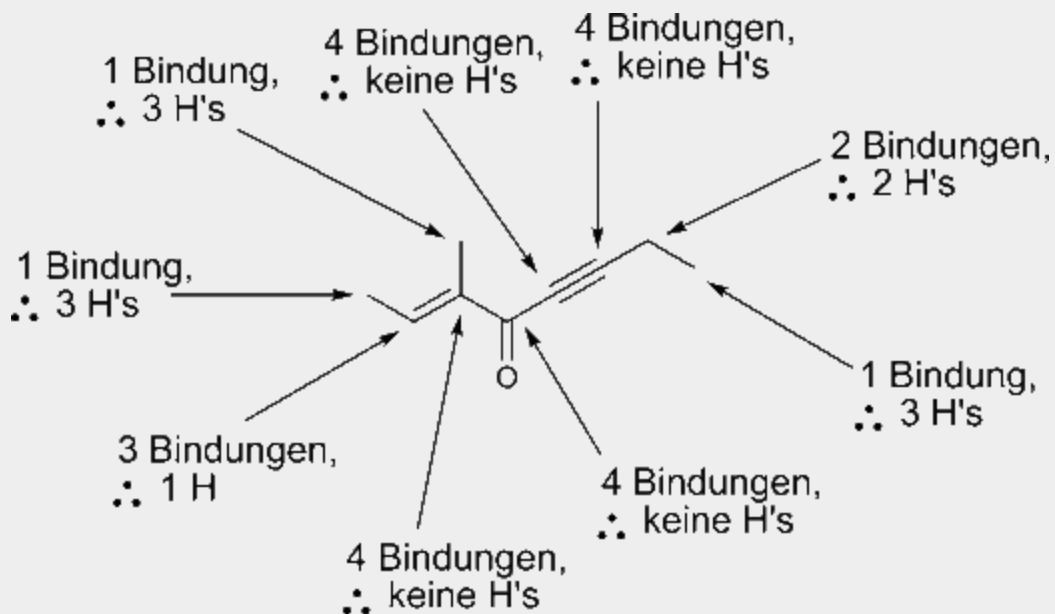 4 Bindungen,
∴ keine H's
4 Bindungen,
∴ keine H's
1 Bindung,
∴ 3 H's
2 Bindungen,
∴ 2 H's
1 Bindung,
∴ 3 H's
O
1 Bindung,
∴ 3 H's
3 Bindungen,
∴ 1 H
4 Bindungen,
∴ keine H's
4 Bindungen,
∴ keine H's